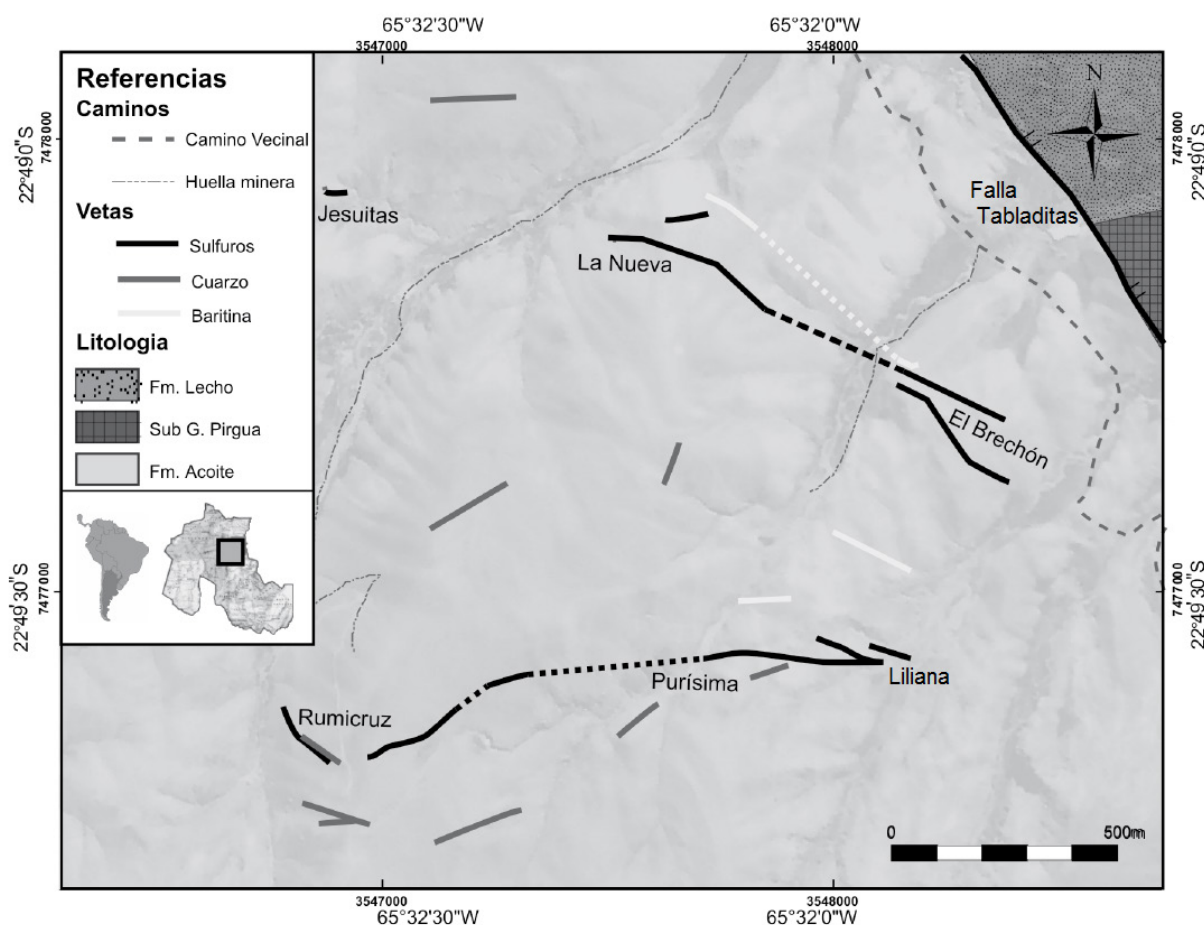 65°32'30"W
65°32'0"W
3547000
3548000
22°49'0"S
7478000
7478000
22°49'0"S
22°49'30"S
7477000
7477000
22°49'30"S
Referencias
Caminos
Camino Vecinal
Huella minera
Vetas
Sulfuros
Cuarzo
Baritina
Litologia
Fm. Lecho
Sub G. Pirgua
Fm. Acoite
N
Falla
Tabladitas
Jesuitas
La Nueva
El Brechón
Purísima
Liliana
Rumicruz
0
500m
3547000
3548000
65°32'30"W
65°32'0"W